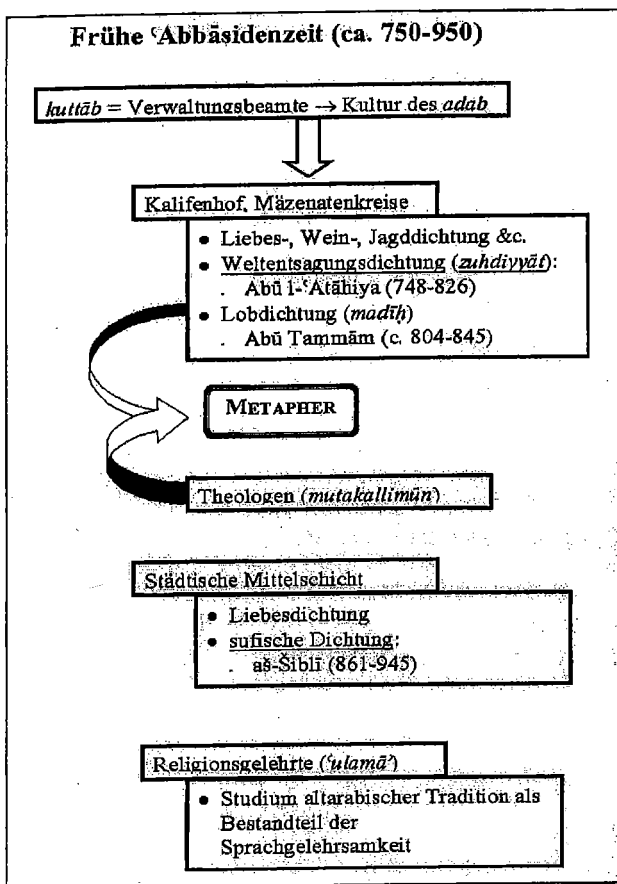 Frühe ʿAbbāsidenzeit (ca. 750-950)
kuttāb = Verwaltungsbeamte → Kultur des adab
Kalifenhof, Mäzenatenkreise
• Liebes-, Wein-, Jagddichtung &c.
• Weltentsagungsdichtung (zuhdiyyāt):
. Abū l-ʿAtāhiya (748-826)
• Lobdichtung (madīḥ)
. Abū Tammām (c. 804-845)
METAPHER
Theologen (mutakallimūn)
Städtische Mittelschicht
• Liebesdichtung
• sufische Dichtung:
. aš-Šiblī (861-945)
Religionsgelehrte (ʿulamāʾ)
• Studium altarabischer Tradition als
Bestandteil der
Sprachgelehrsamkeit